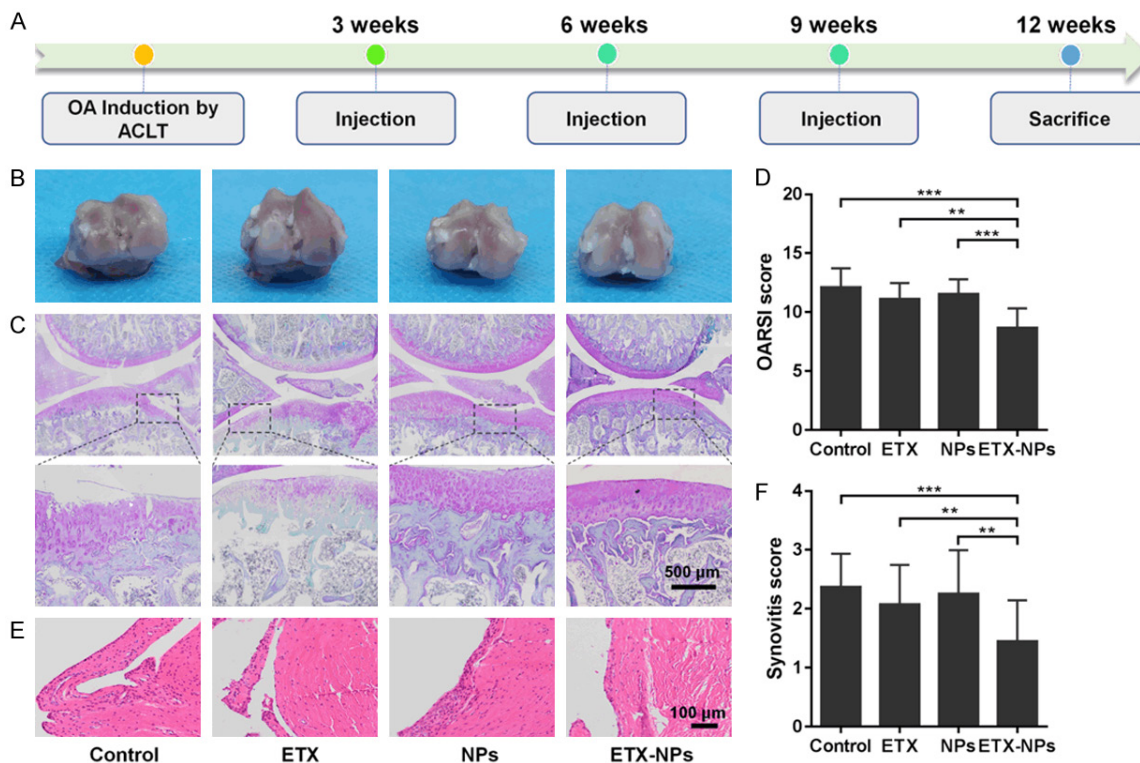 A
3 weeks
6 weeks
9 weeks
12 weeks
OA Induction by
ACLT
Injection
Injection
Injection
Sacrifice
B
C
500 μm
E
100 μm
Control
ETX
NPs
ETX-NPs
D
OARSI score
20
15
10
5
0
***
**
***
Control
ETX
NPs
ETX-NPs
F
Synovitis score
4
3
2
1
0
***
**
**
Control
ETX
NPs
ETX-NPs